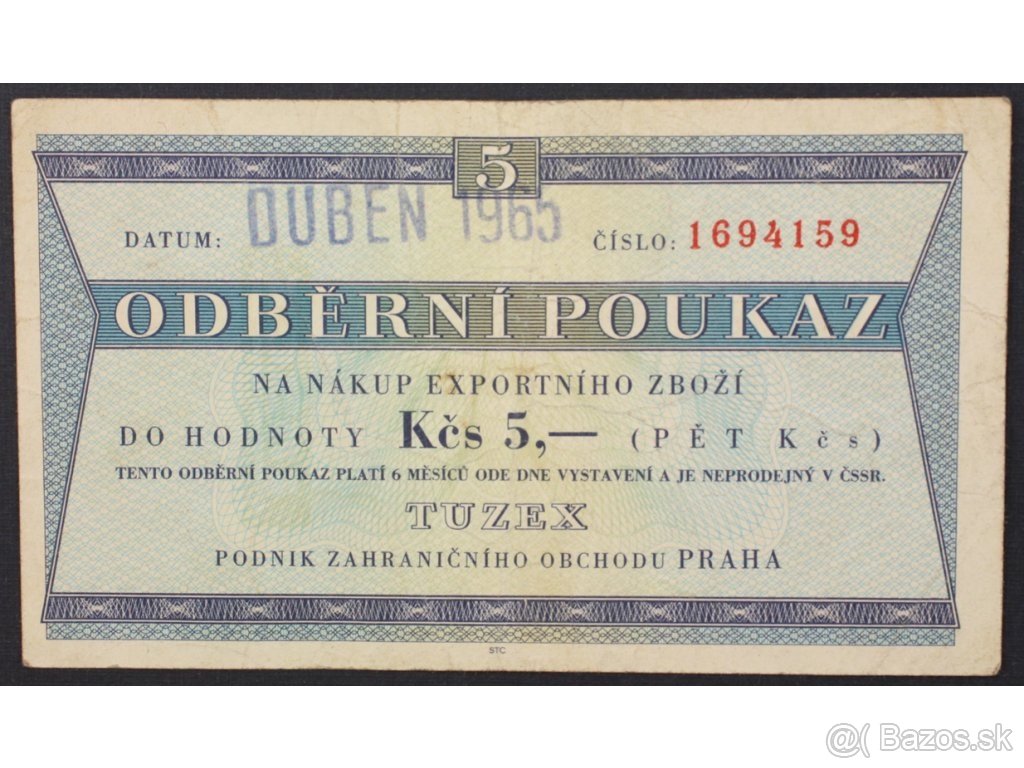 5
DATUM: DUBEN 1965 ČÍSLO: 1694159
ODBĚRNÍ POUKAZ
NA NÁKUP EXPORTNÍHO ZBOŽÍ
DO HODNOTY Kčs 5,— (PĚT Kčs)
TENTO ODBĚRNÍ POUKAZ PLATÍ 6 MĚSÍCŮ ODE DNE VYSTAVENÍ A JE NEPRODEJNÝ V ČSSR.
TUZEX
PODNIK ZAHRANIČNÍHO OBCHODU PRAHA
STC
@( Bazos.sk